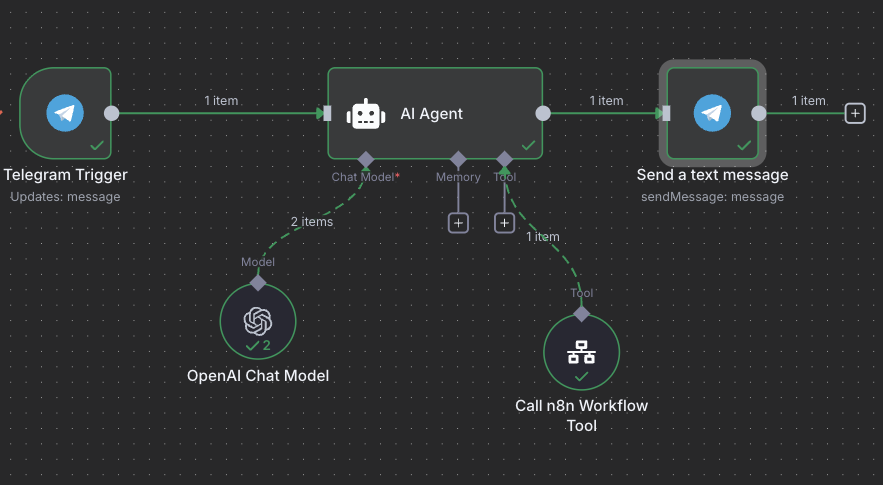 1 item
AI Agent
1 item
1 item
Telegram Trigger
Updates: message
Chat Model*
Memory
Tool
Send a text message
sendMessage: message
2 items
1 item
Model
Tool
2
OpenAI Chat Model
Call n8n Workflow
Tool